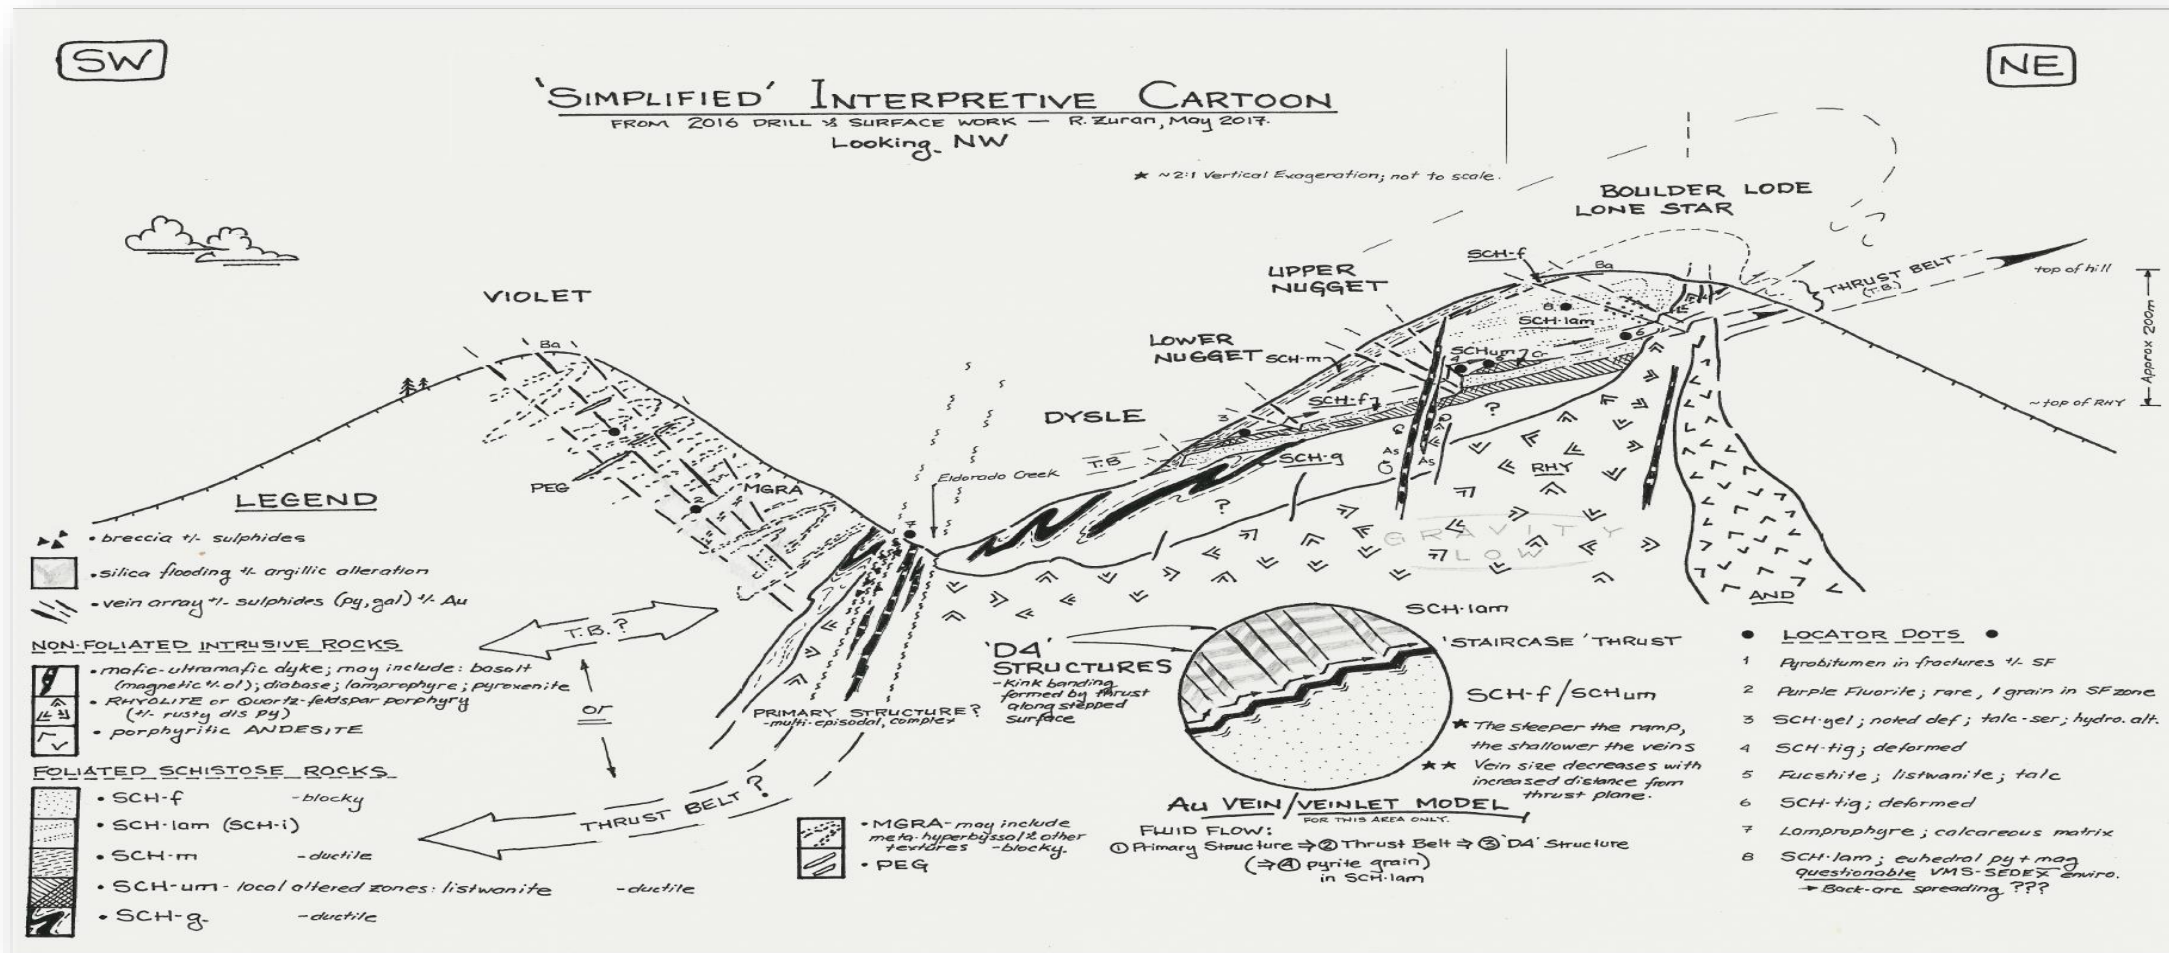 SW
NE
'SIMPLIFIED' INTERPRETIVE CARTOON
FROM 2016 DRILL & SURFACE WORK — R. Zuran, May 2017.
Looking NW
★ ~2:1 Vertical Exageration; not to scale.
BOULDER LODE
LONE STAR
UPPER
NUGGET
SCH-f
Ba
THRUST BELT
(T.B.)
top of hill
Approx 200m
~top of RHY
VIOLET
Ba
LOWER
NUGGET
SCH-m
8
SCH-lam
6
SCHum
Cr
SCH-f
DYSLE
3
T.B
SCH-g
?
?
As
As
RHY
GRAVITY
LOW
AND
Eldorado Creek
1
PEG
2
MGRA
7
T.B.?
or
THRUST BELT?
PRIMARY STRUCTURE?
-multi-episodal, complex
LEGEND
• breccia +/- sulphides
• silica flooding +/- argillic alleration
• vein array +/- sulphides (py, gal) +/- Au
NON-FOLIATED INTRUSIVE ROCKS
• mafic-ultramafic dyke; may include: basalt
(magnetic +/- ol); diabase; lamprophyre; pyroxenite
• RHYOLITE or Quartz-feldspar porphyry
(+/- rusty dis py)
• porphyritic ANDESITE
FOLIATED SCHISTOSE ROCKS
• SCH-f -blocky
• SCH-lam (SCH-i)
• SCH-m -ductile
• SCH-um - local altered zones: listwanite -ductile
• SCH-g -ductile
• MGRA-may include
meta-hyperbyssal & other
textures -blocky.
• PEG
'D4'
STRUCTURES
-Kink banding
formed by thrust
along stepped
surface
SCH-lam
'STAIRCASE' THRUST
SCH-f/SCHum
★ The steeper the ramp,
the shallower the veins
★★ Vein size decreases with
increased distance from
thrust plane.
Au VEIN/VEINLET MODEL
FOR THIS AREA ONLY.
FLUID FLOW:
① Primary Structure ⇒ ② Thrust Belt ⇒ ③ 'D4' Structure
(⇒ ④ pyrite grain)
in SCH-lam
● LOCATOR DOTS ●
1 Pyrobitumen in fractures +/- SF
2 Purple Fluorite; rare, 1 grain in SF zone
3 SCH-gel; noted def; talc-ser; hydro. alt.
4 SCH-tig; deformed
5 Fucshite; listwanite; talc
6 SCH-tig; deformed
7 Lamprophyre; calcareous matrix
8 SCH-lam; euhedral py + mag
questionable VMS-SEDEX enviro.
→ Back-arc spreading ???